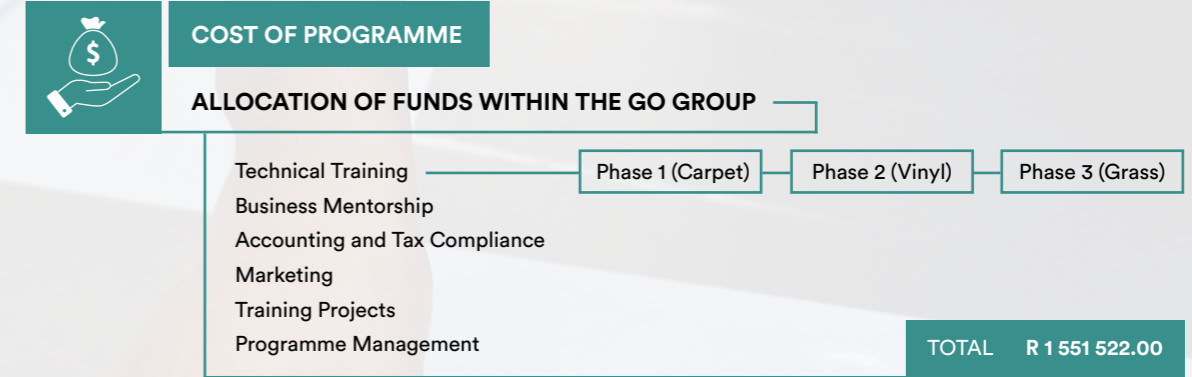 $
COST OF PROGRAMME
ALLOCATION OF FUNDS WITHIN THE GO GROUP
Technical Training Phase 1 (Carpet) Phase 2 (Vinyl) Phase 3 (Grass)
Business Mentorship
Accounting and Tax Compliance
Marketing
Training Projects
Programme Management
TOTAL R 1 551 522.00